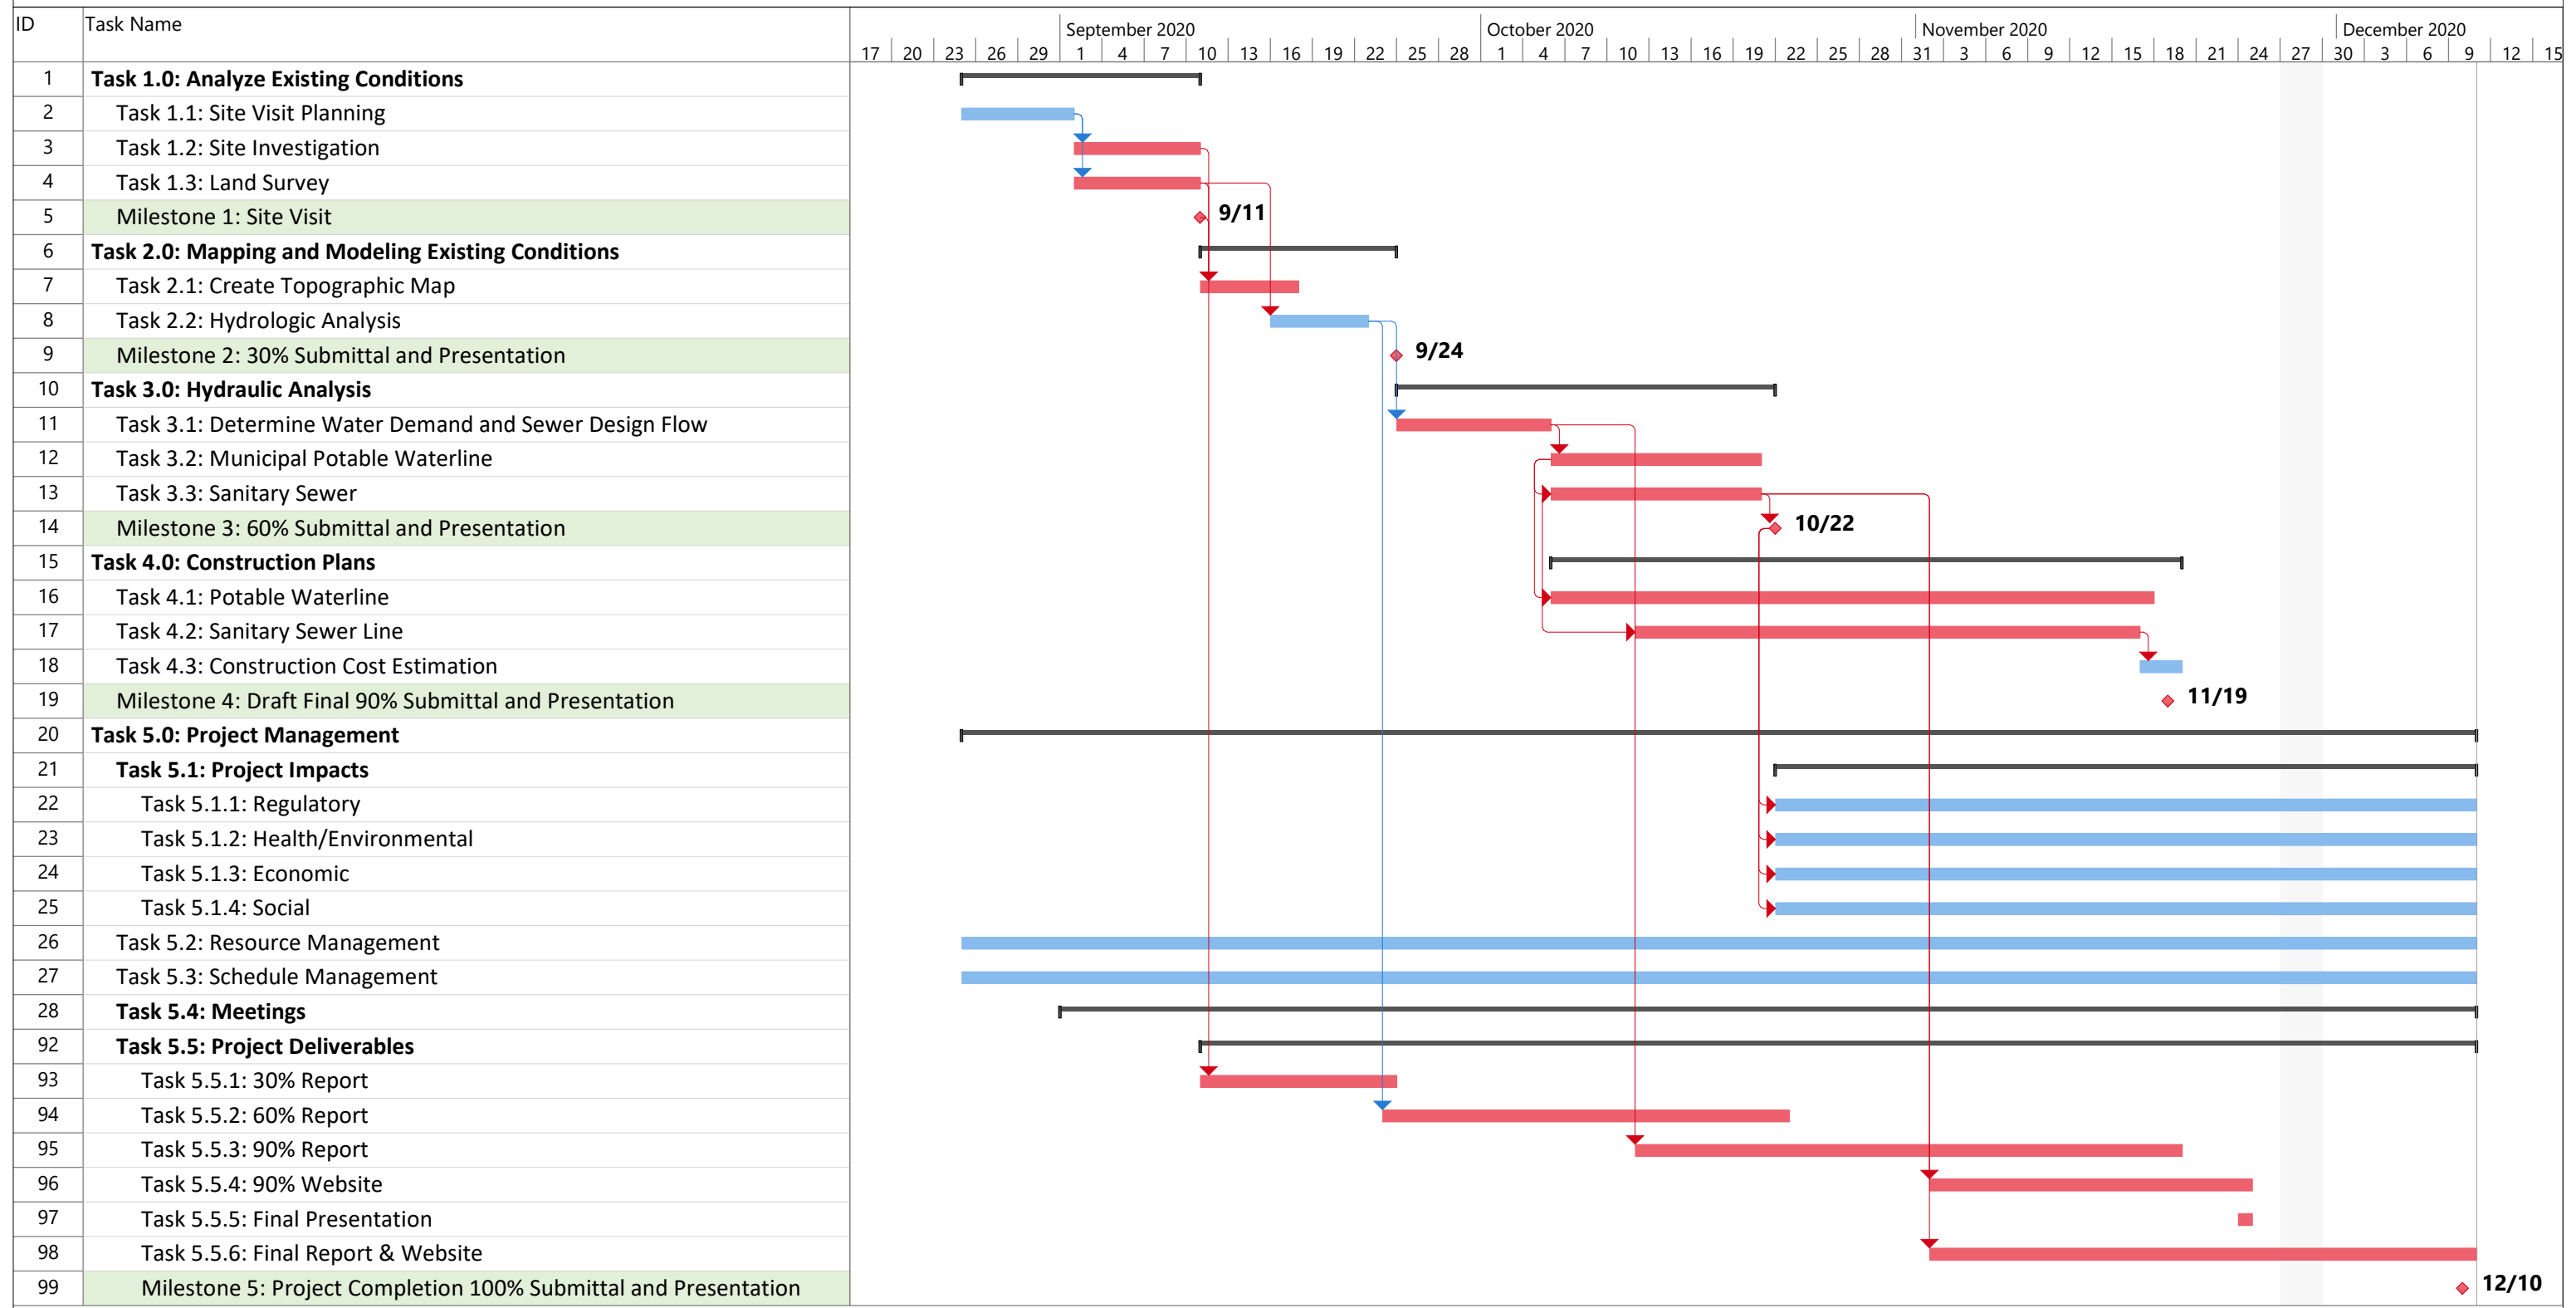 ID Task Name September 2020 October 2020 November 2020 December 2020
17 20 23 26 29 1 4 7 10 13 16 19 22 25 28 1 4 7 10 13 16 19 22 25 28 31 3 6 9 12 15 18 21 24 27 30 3 6 9 12 15
1 Task 1.0: Analyze Existing Conditions
2 Task 1.1: Site Visit Planning
3 Task 1.2: Site Investigation
4 Task 1.3: Land Survey
5 Milestone 1: Site Visit 9/11
6 Task 2.0: Mapping and Modeling Existing Conditions
7 Task 2.1: Create Topographic Map
8 Task 2.2: Hydrologic Analysis
9 Milestone 2: 30% Submittal and Presentation 9/24
10 Task 3.0: Hydraulic Analysis
11 Task 3.1: Determine Water Demand and Sewer Design Flow
12 Task 3.2: Municipal Potable Waterline
13 Task 3.3: Sanitary Sewer
14 Milestone 3: 60% Submittal and Presentation 10/22
15 Task 4.0: Construction Plans
16 Task 4.1: Potable Waterline
17 Task 4.2: Sanitary Sewer Line
18 Task 4.3: Construction Cost Estimation
19 Milestone 4: Draft Final 90% Submittal and Presentation 11/19
20 Task 5.0: Project Management
21 Task 5.1: Project Impacts
22 Task 5.1.1: Regulatory
23 Task 5.1.2: Health/Environmental
24 Task 5.1.3: Economic
25 Task 5.1.4: Social
26 Task 5.2: Resource Management
27 Task 5.3: Schedule Management
28 Task 5.4: Meetings
92 Task 5.5: Project Deliverables
93 Task 5.5.1: 30% Report
94 Task 5.5.2: 60% Report
95 Task 5.5.3: 90% Report
96 Task 5.5.4: 90% Website
97 Task 5.5.5: Final Presentation
98 Task 5.5.6: Final Report & Website
99 Milestone 5: Project Completion 100% Submittal and Presentation 12/10